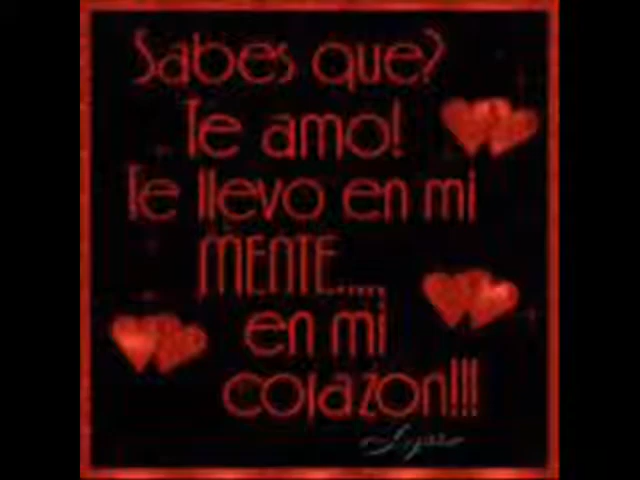 Sabes que?
Te amo!
Te llevo en mi
MENTE.....
en mi
corazon!!!